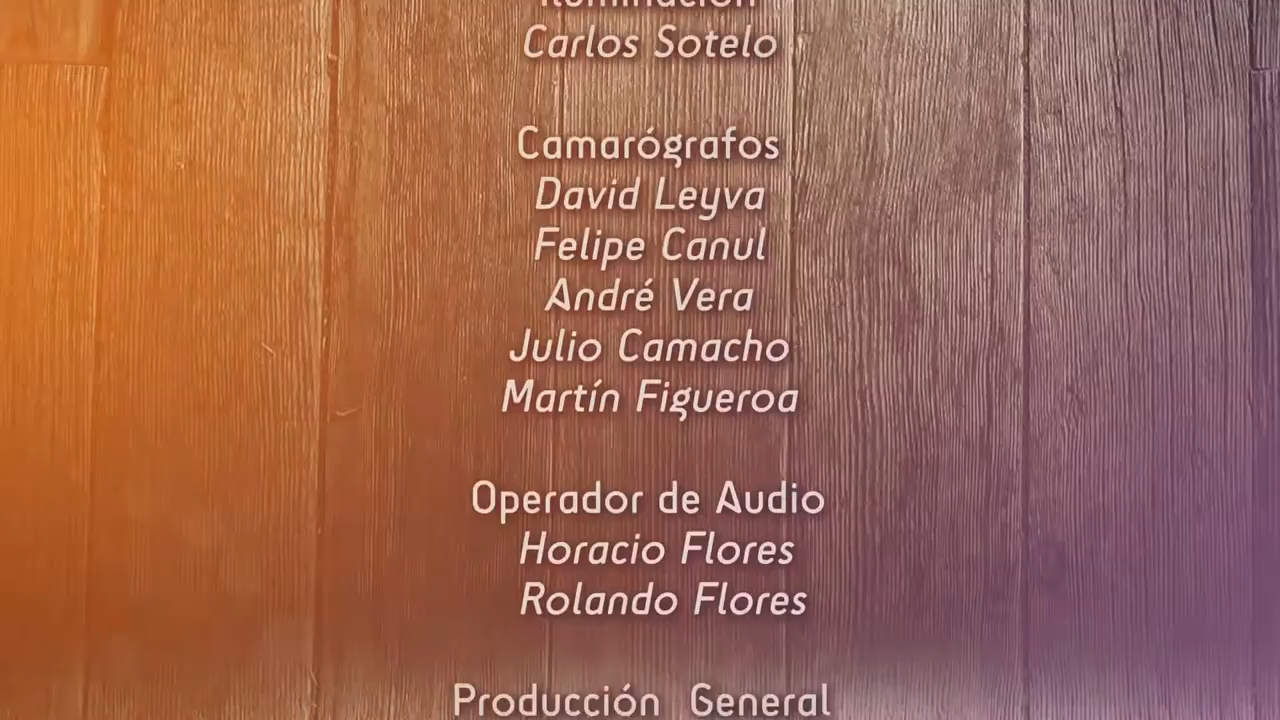 Iluminación
Carlos Sotelo
Camarógrafos
David Leyva
Felipe Canul
André Vera
Julio Camacho
Martín Figueroa
Operador de Audio
Horacio Flores
Rolando Flores
Producción General